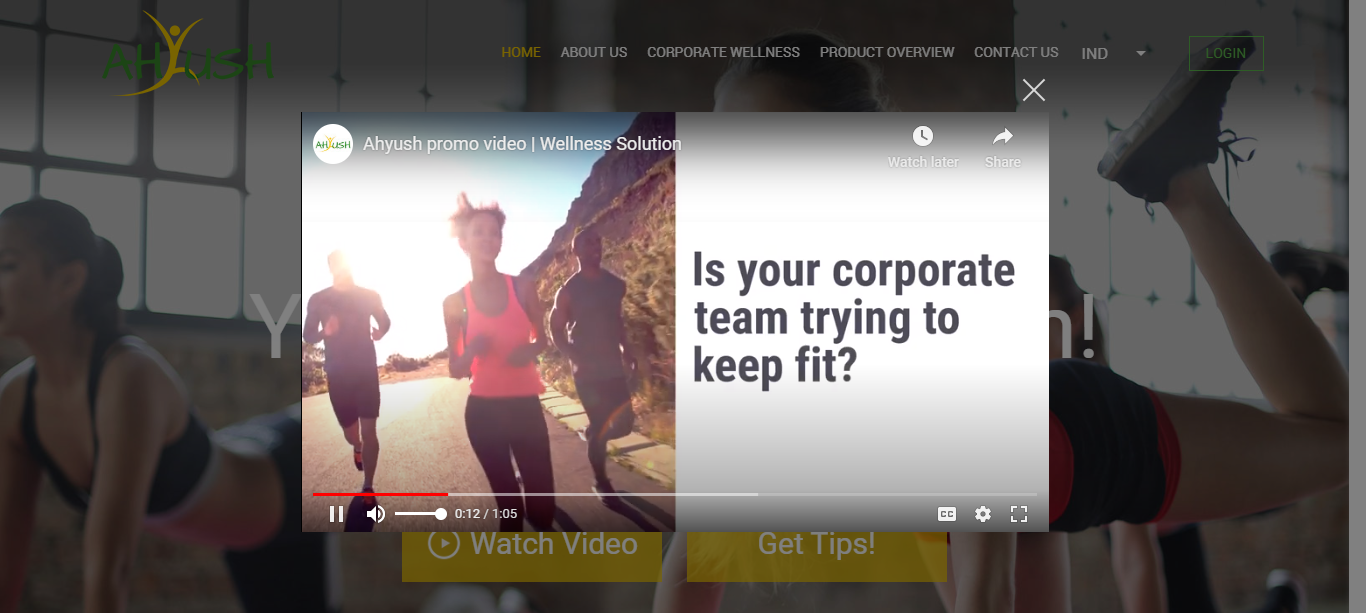 AHYUSH
HOME ABOUT US CORPORATE WELLNESS PRODUCT OVERVIEW CONTACT US IND LOGIN
AHYUSH
Ahyush promo video | Wellness Solution
Watch later Share
Is your corporate
team trying to
keep fit?
Y n!
0:12 / 1:05
CC
Watch Video Get Tips!